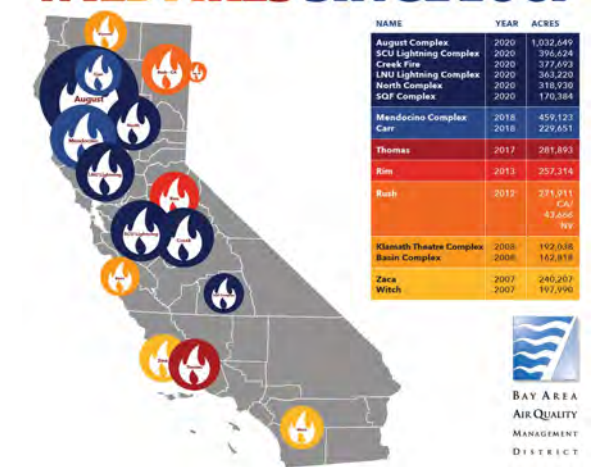 WILDFIRES SINCE 2007
NAME YEAR ACRES
August Complex 2020 1,032,649
SCU Lightning Complex 2020 396,624
Creek Fire 2020 377,693
LNU Lightning Complex 2020 363,220
North Complex 2020 318,930
SQF Complex 2020 170,384
Mendocino Complex 2018 459,123
Carr 2018 229,651
Thomas 2017 281,893
Rim 2013 257,314
Rush 2012 271,911
CA/
43,666
NV
Klamath Theatre Complex 2008 192,038
Basin Complex 2008 162,818
Zaca 2007 240,207
Witch 2007 197,990
August
Mendocino
LNU Lightning
SCU Lightning
Creek
BAY AREA
AIR QUALITY
MANAGEMENT
DISTRICT